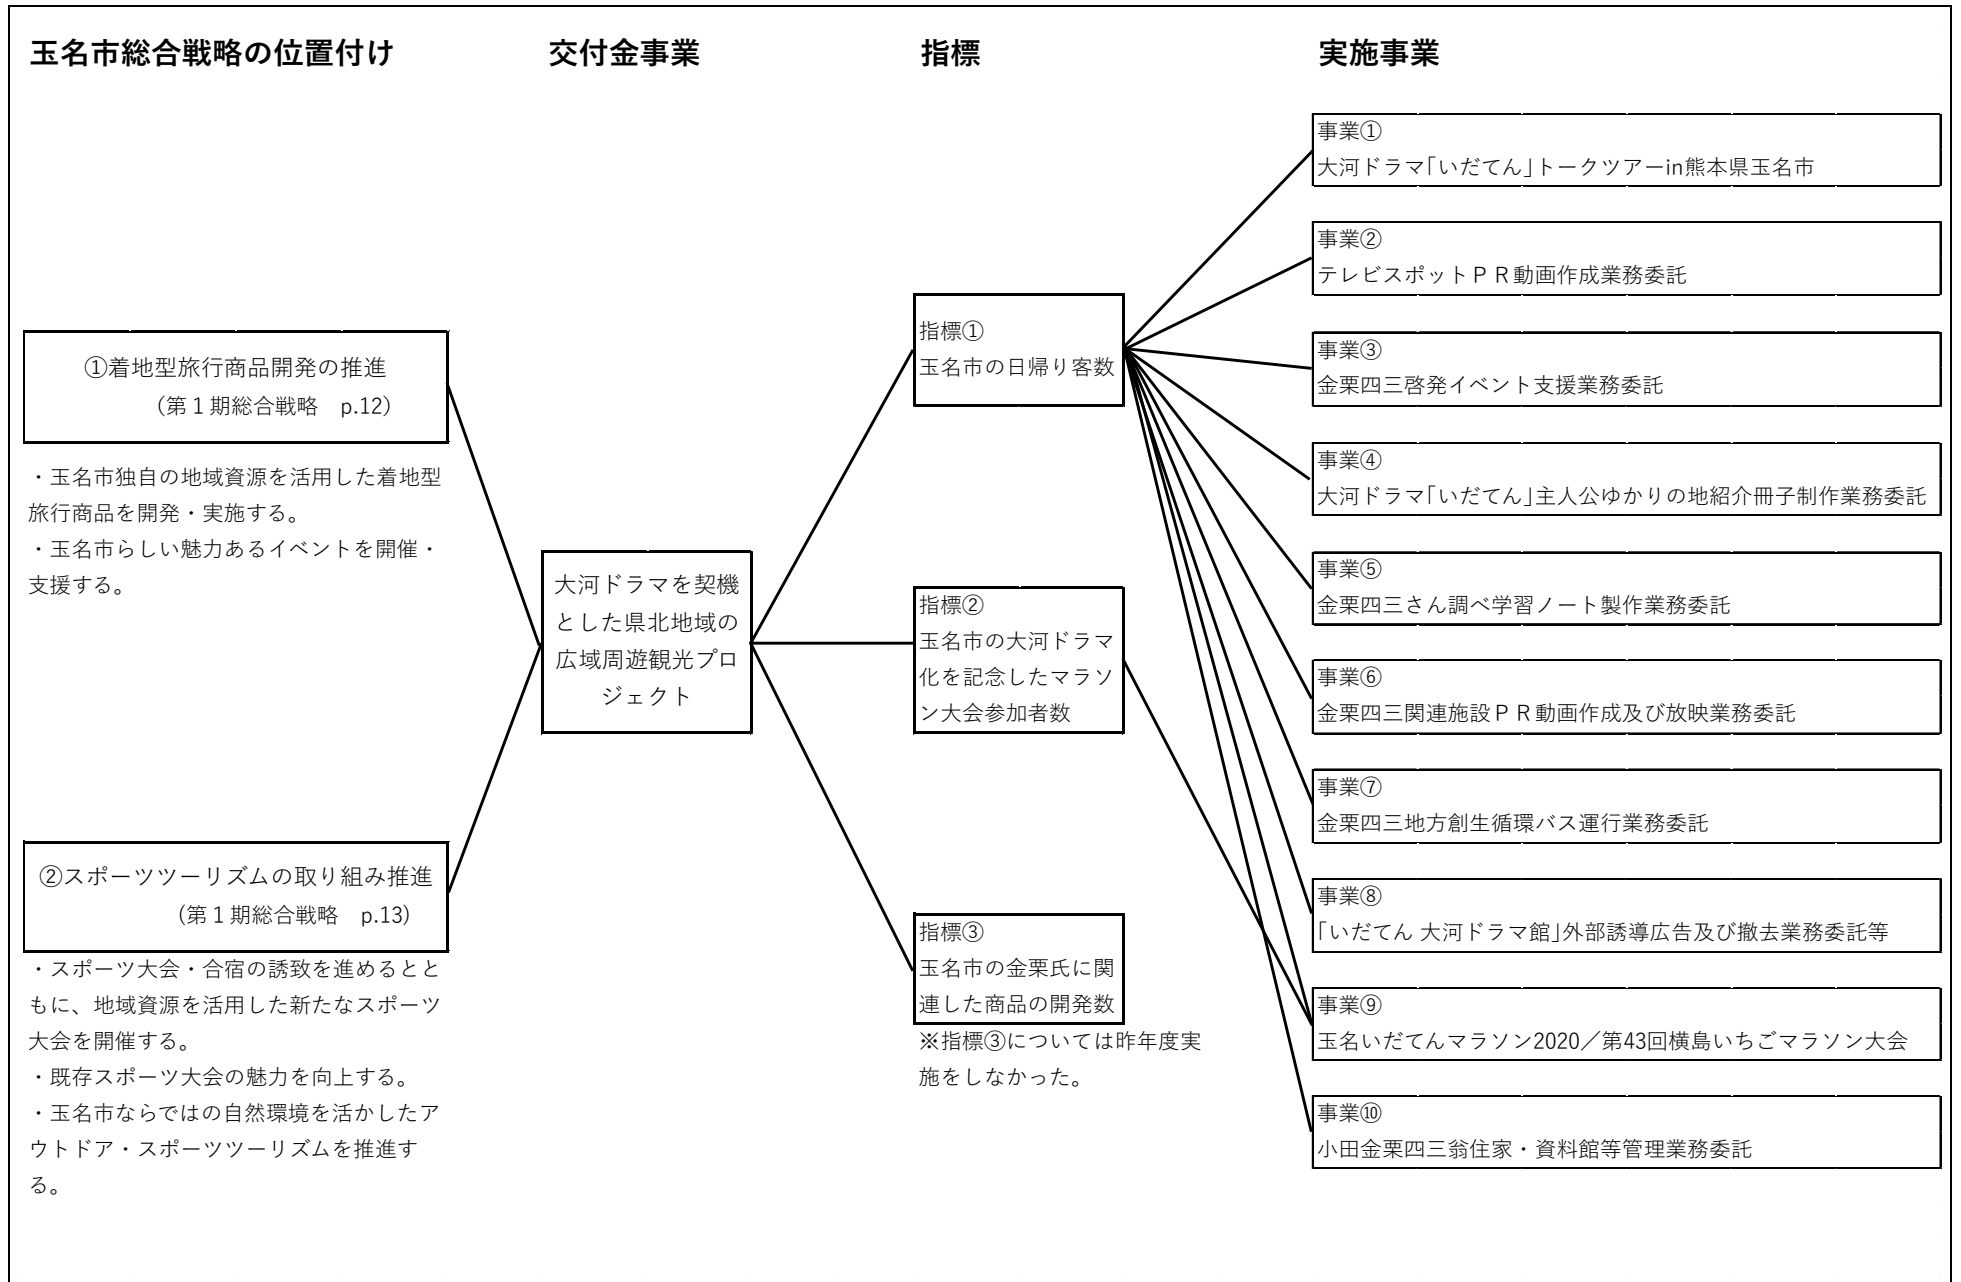 玉名市総合戦略の位置付け
交付金事業
指標
実施事業
①着地型旅行商品開発の推進
（第１期総合戦略　p.12）
・玉名市独自の地域資源を活用した着地型
旅行商品を開発・実施する。
・玉名市らしい魅力あるイベントを開催・
支援する。
②スポーツツーリズムの取り組み推進
（第１期総合戦略　p.13）
・スポーツ大会・合宿の誘致を進めるとと
もに、地域資源を活用した新たなスポーツ
大会を開催する。
・既存スポーツ大会の魅力を向上する。
・玉名市ならではの自然環境を活かしたア
ウトドア・スポーツツーリズムを推進す
る。
大河ドラマを契機
とした県北地域の
広域周遊観光プロ
ジェクト
指標①
玉名市の日帰り客数
指標②
玉名市の大河ドラマ
化を記念したマラソ
ン大会参加者数
指標③
玉名市の金栗氏に関
連した商品の開発数
※指標③については昨年度実
施をしなかった。
事業①
大河ドラマ｢いだてん｣トークツアーin熊本県玉名市
事業②
テレビスポットＰＲ動画作成業務委託
事業③
金栗四三啓発イベント支援業務委託
事業④
大河ドラマ｢いだてん｣主人公ゆかりの地紹介冊子制作業務委託
事業⑤
金栗四三さん調べ学習ノート製作業務委託
事業⑥
金栗四三関連施設ＰＲ動画作成及び放映業務委託
事業⑦
金栗四三地方創生循環バス運行業務委託
事業⑧
｢いだてん 大河ドラマ館｣外部誘導広告及び撤去業務委託等
事業⑨
玉名いだてんマラソン2020／第43回横島いちごマラソン大会
事業⑩
小田金栗四三翁住家・資料館等管理業務委託